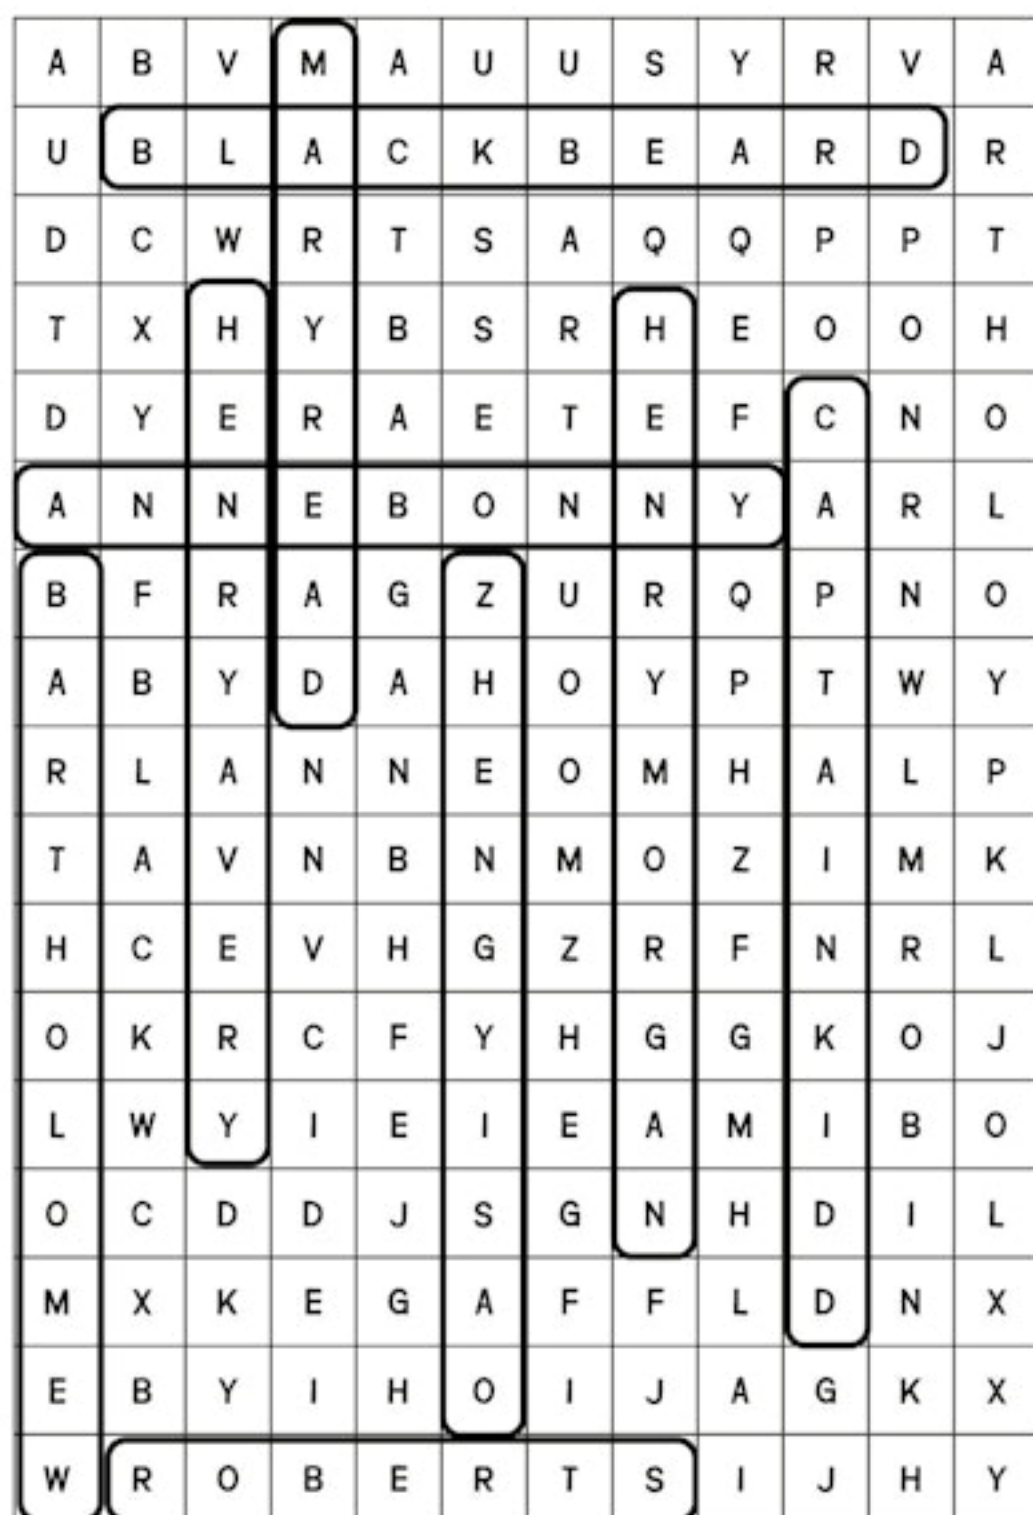 A B V M A U U S Y R V A
U B L A C K B E A R D R
D C W R T S A Q Q P P T
T X H Y B S R H E O O H
D Y E R A E T E F C N O
A N N E B O N N Y A R L
B F R A G Z U R Q P N O
A B Y D A H O Y P T W Y
R L A N N E O M H A L P
T A V N B N M O Z I M K
H C E V H G Z R F N R L
O K R C F Y H G G K O J
L W Y I E I E A M I B O
O C D D J S G N H D I L
M X K E G A F F L D N X
E B Y I H O I J A G K X
W R O B E R T S I J H Y